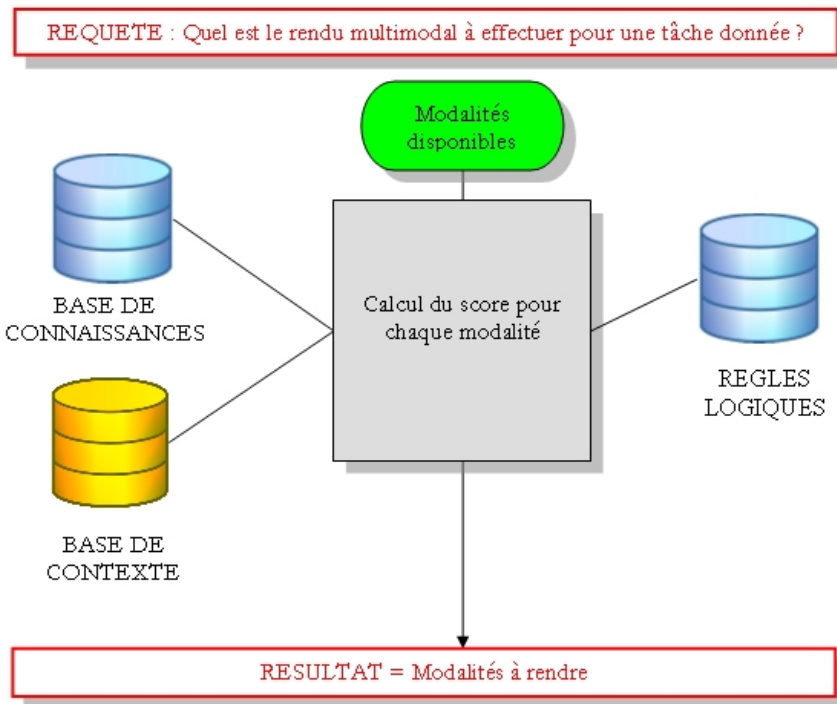 REQUETE : Quel est le rendu multimodal à effectuer pour une tâche donnée ?
Modalités
disponibles
BASE DE
CONNAISSANCES
Calcul du score pour
chaque modalité
REGLES
LOGIQUES
BASE DE
CONTEXTE
RESULTAT = Modalités à rendre